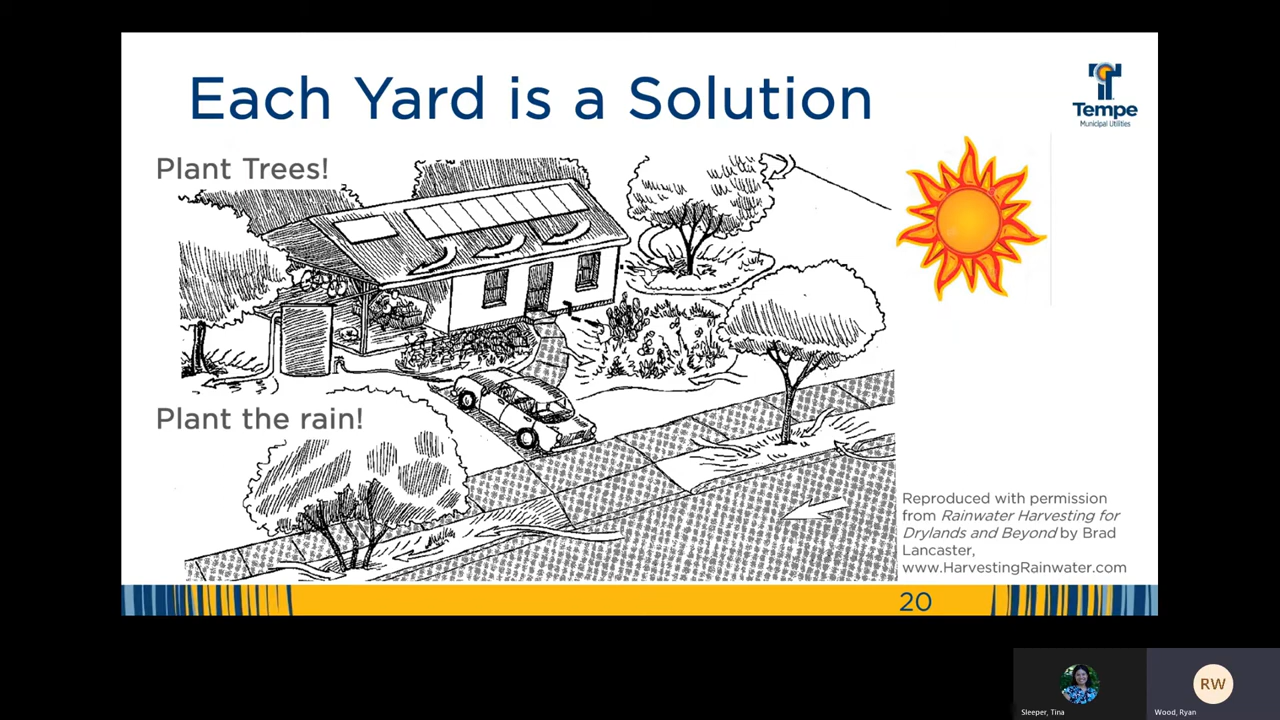 Each Yard is a Solution
Tempe
Municipal Utilities
Plant Trees!
Plant the rain!
Reproduced with permission
from Rainwater Harvesting for
Drylands and Beyond by Brad
Lancaster,
www.HarvestingRainwater.com
20
RW
Sleeper, Tina
Wood, Ryan